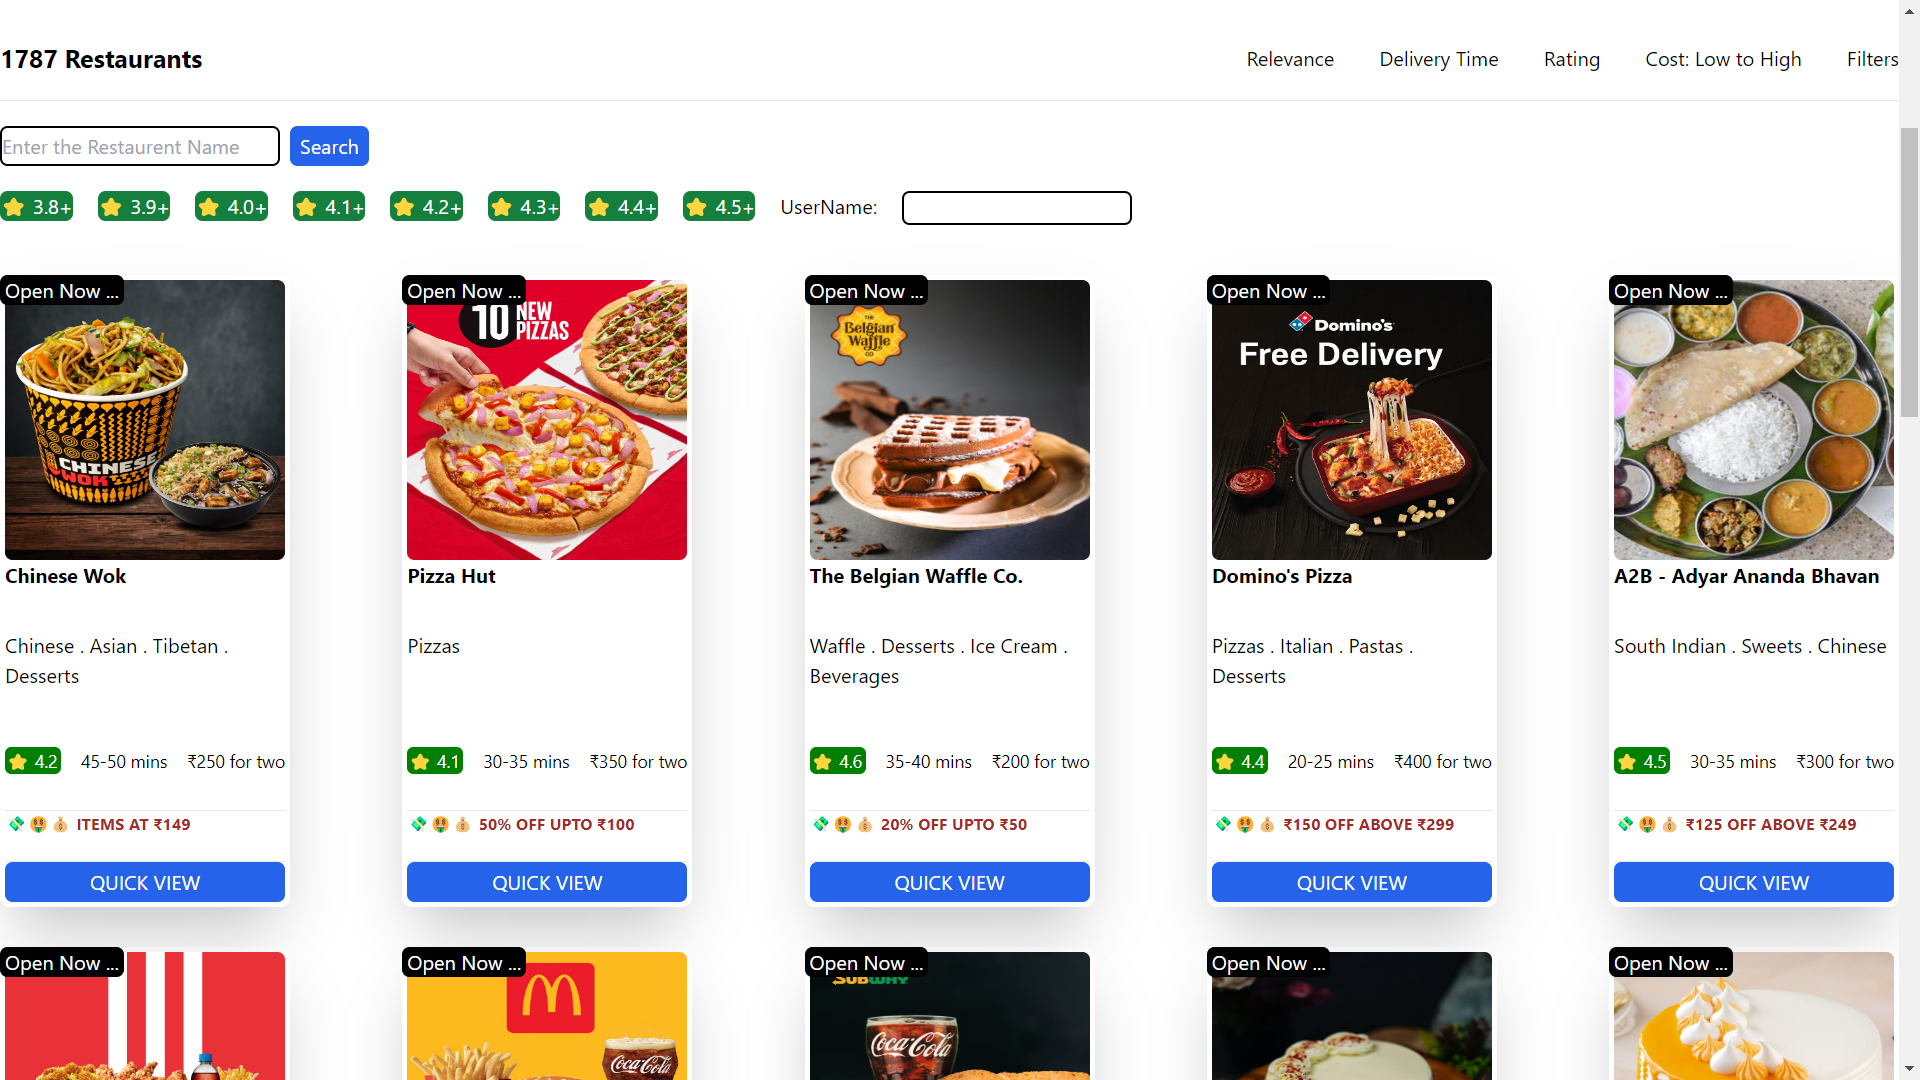 1787 Restaurants
Relevance
Delivery Time
Rating
Cost: Low to High
Filters
Enter the Restaurent Name
Search
3.8+
3.9+
4.0+
4.1+
4.2+
4.3+
4.4+
4.5+
UserName:
Open Now ...
CHINESE
WOK
Chinese Wok
Chinese . Asian . Tibetan .
Desserts
4.2
45-50 mins
₹250 for two
ITEMS AT ₹149
QUICK VIEW
Open Now ...
10 NEW
PIZZAS
Pizza Hut
Pizzas
4.1
30-35 mins
₹350 for two
50% OFF UPTO ₹100
QUICK VIEW
Open Now ...
THE
Belgian
Waffle
CO
The Belgian Waffle Co.
Waffle . Desserts . Ice Cream .
Beverages
4.6
35-40 mins
₹200 for two
20% OFF UPTO ₹50
QUICK VIEW
Open Now ...
Domino's
Free Delivery
Domino's Pizza
Pizzas . Italian . Pastas .
Desserts
4.4
20-25 mins
₹400 for two
₹150 OFF ABOVE ₹299
QUICK VIEW
Open Now ...
A2B - Adyar Ananda Bhavan
South Indian . Sweets . Chinese
4.5
30-35 mins
₹300 for two
₹125 OFF ABOVE ₹249
QUICK VIEW
Open Now ...
Open Now ...
Coca-Cola
Open Now ...
SUBWAY
Coca-Cola
Open Now ...
Open Now ...